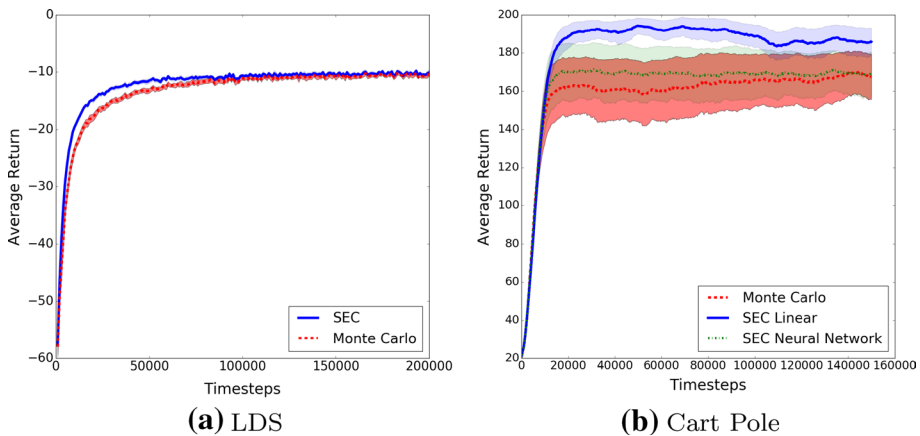 0
−10
−20
−30
−40
−50
−60
Average Return
0 50000 100000 150000 200000
Timesteps
SEC
Monte Carlo
(a) LDS
200
180
160
140
120
100
80
60
40
20
Average Return
0 20000 40000 60000 80000 100000 120000 140000 160000
Timesteps
Monte Carlo
SEC Linear
SEC Neural Network
(b) Cart Pole